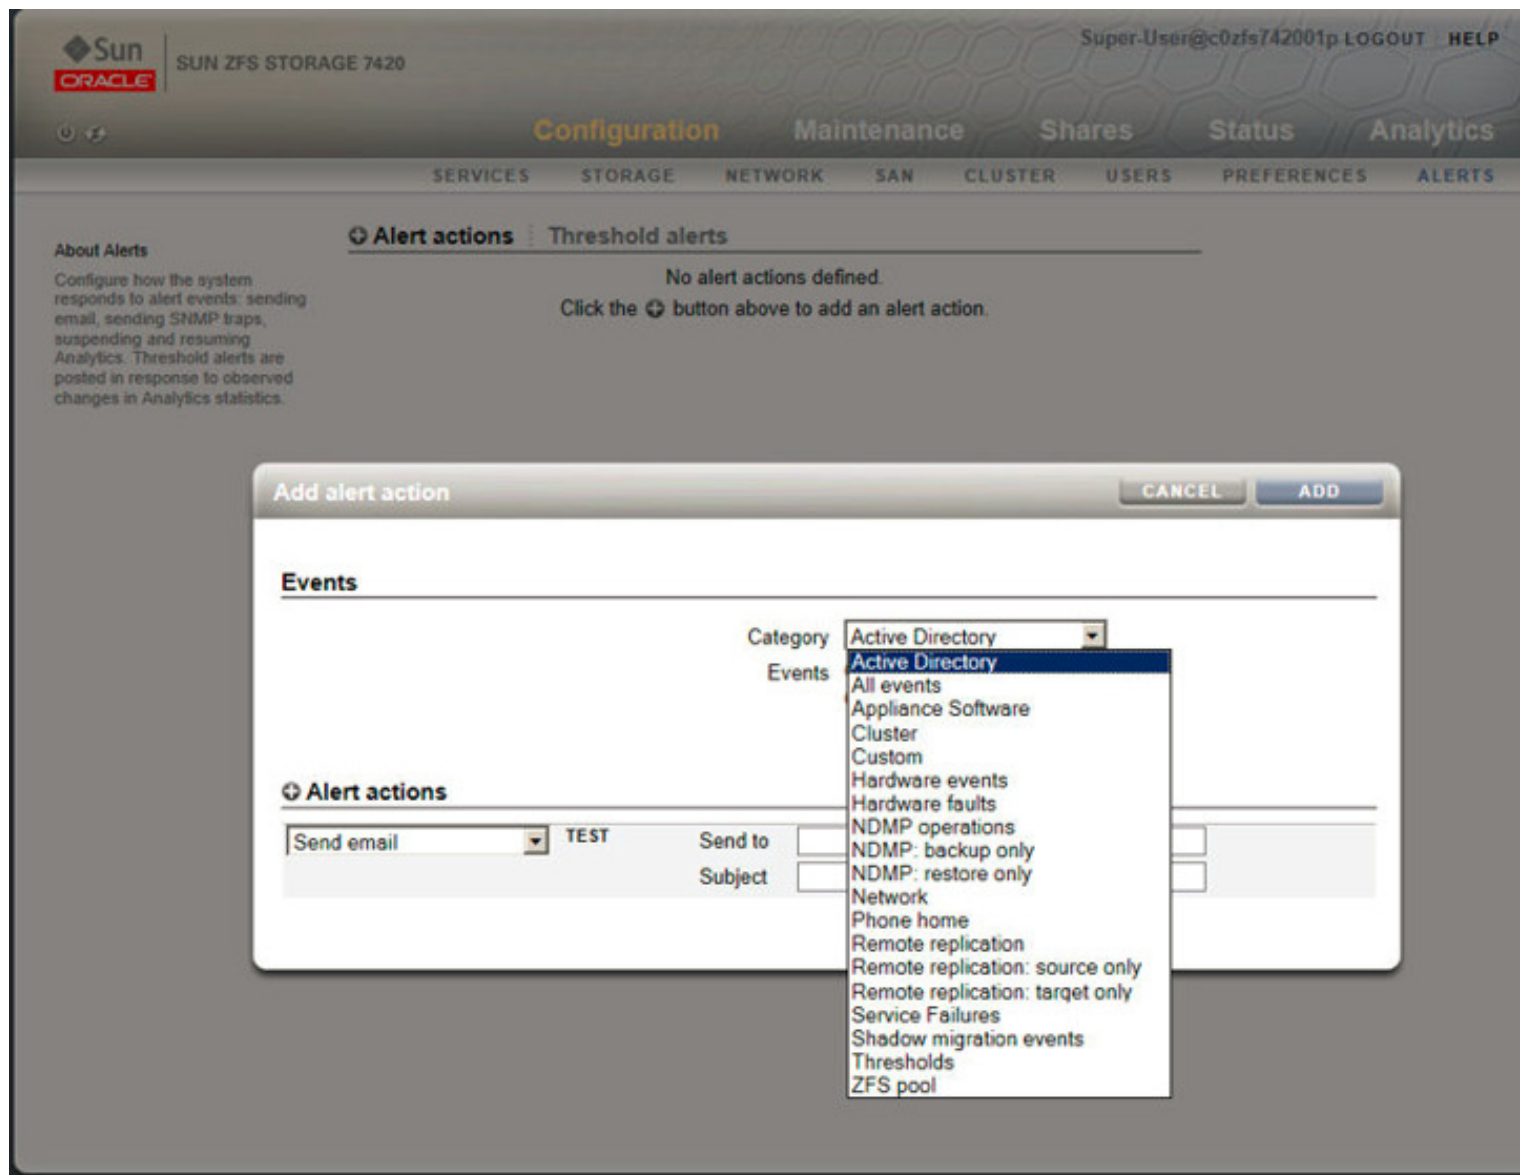 Sun
ORACLE
SUN ZFS STORAGE 7420
Super-User@c0zfs742001p LOGOUT HELP
Configuration Maintenance Shares Status Analytics
SERVICES STORAGE NETWORK SAN CLUSTER USERS PREFERENCES ALERTS
About Alerts
Configure how the system
responds to alert events: sending
email, sending SNMP traps,
suspending and resuming
Analytics. Threshold alerts are
posted in response to observed
changes in Analytics statistics.
Alert actions Threshold alerts
No alert actions defined.
Click the button above to add an alert action.
Add alert action CANCEL ADD
Events
Category Active Directory
Events
Active Directory
All events
Appliance Software
Cluster
Custom
Hardware events
Hardware faults
NDMP operations
NDMP: backup only
NDMP: restore only
Network
Phone home
Remote replication
Remote replication: source only
Remote replication: target only
Service Failures
Shadow migration events
Thresholds
ZFS pool
Alert actions
Send email TEST Send to
Subject